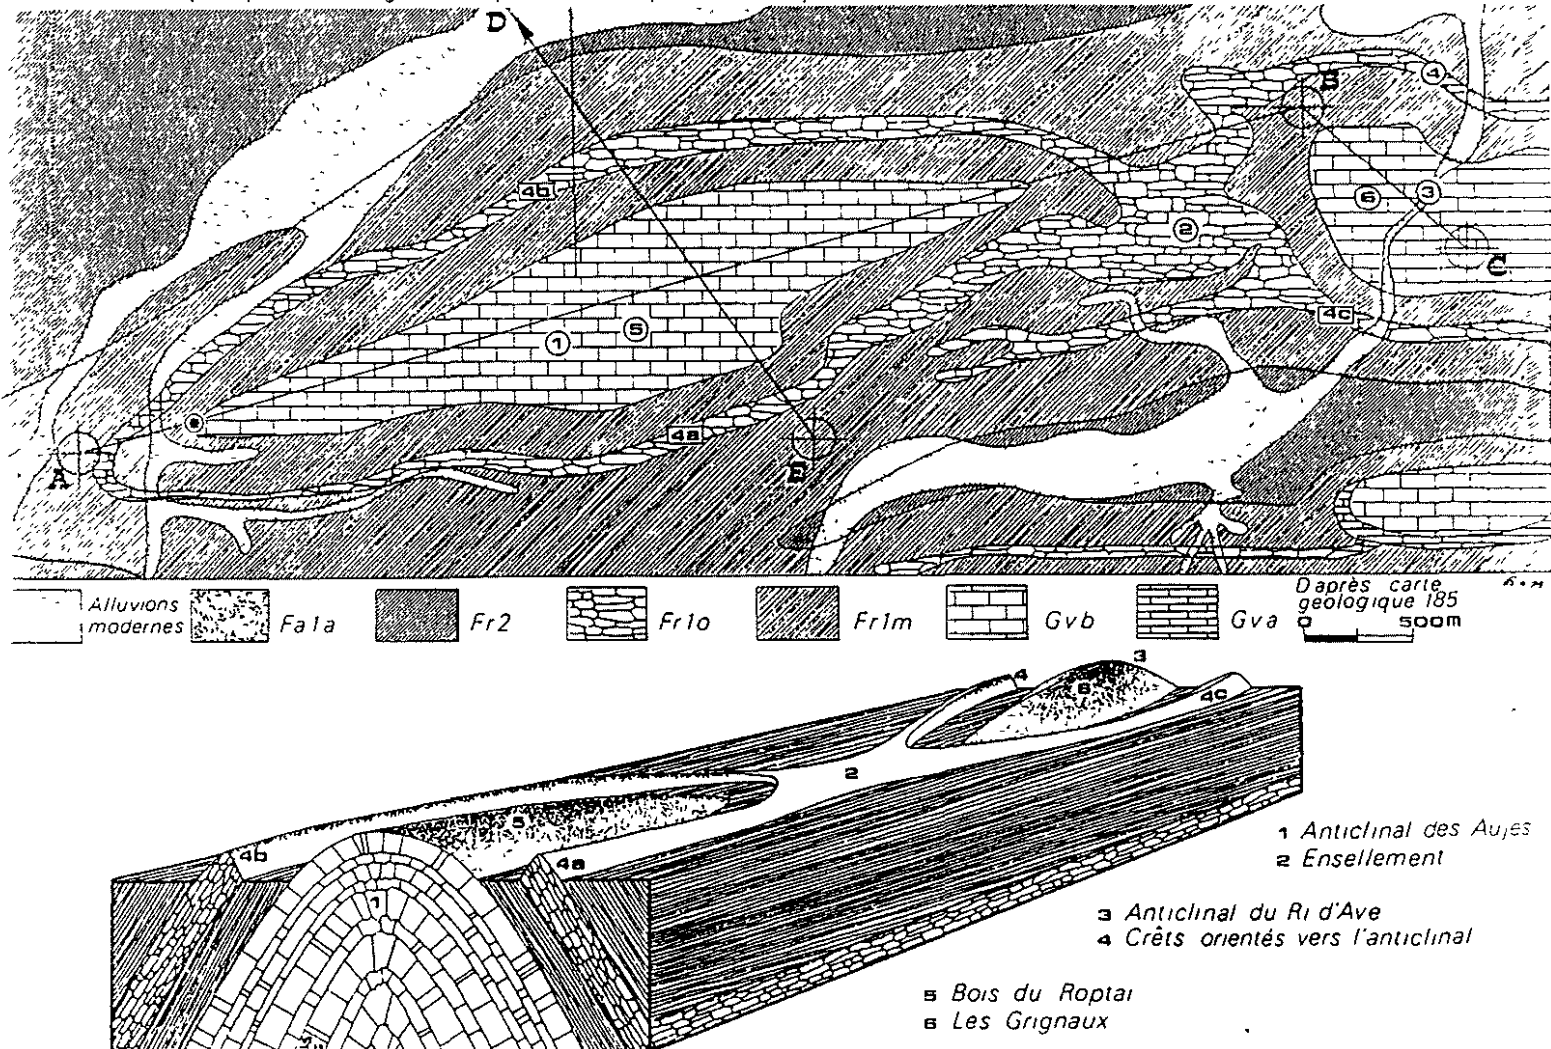 D
B
4
4b
3
6
2
C
4c
5
1
4a
A
E
Alluvions modernes
Fa1a
Fr2
Fr1o
Fr1m
Gvb
Gva
D'après carte
géologique 185
0 500m
3
4
6
4c
2
5
4b
4a
1
1 Anticlinal des Aujes
2 Ensellement
3 Anticlinal du Ri d'Ave
4 Crêts orientés vers l'anticlinal
5 Bois du Roptai
6 Les Grignaux